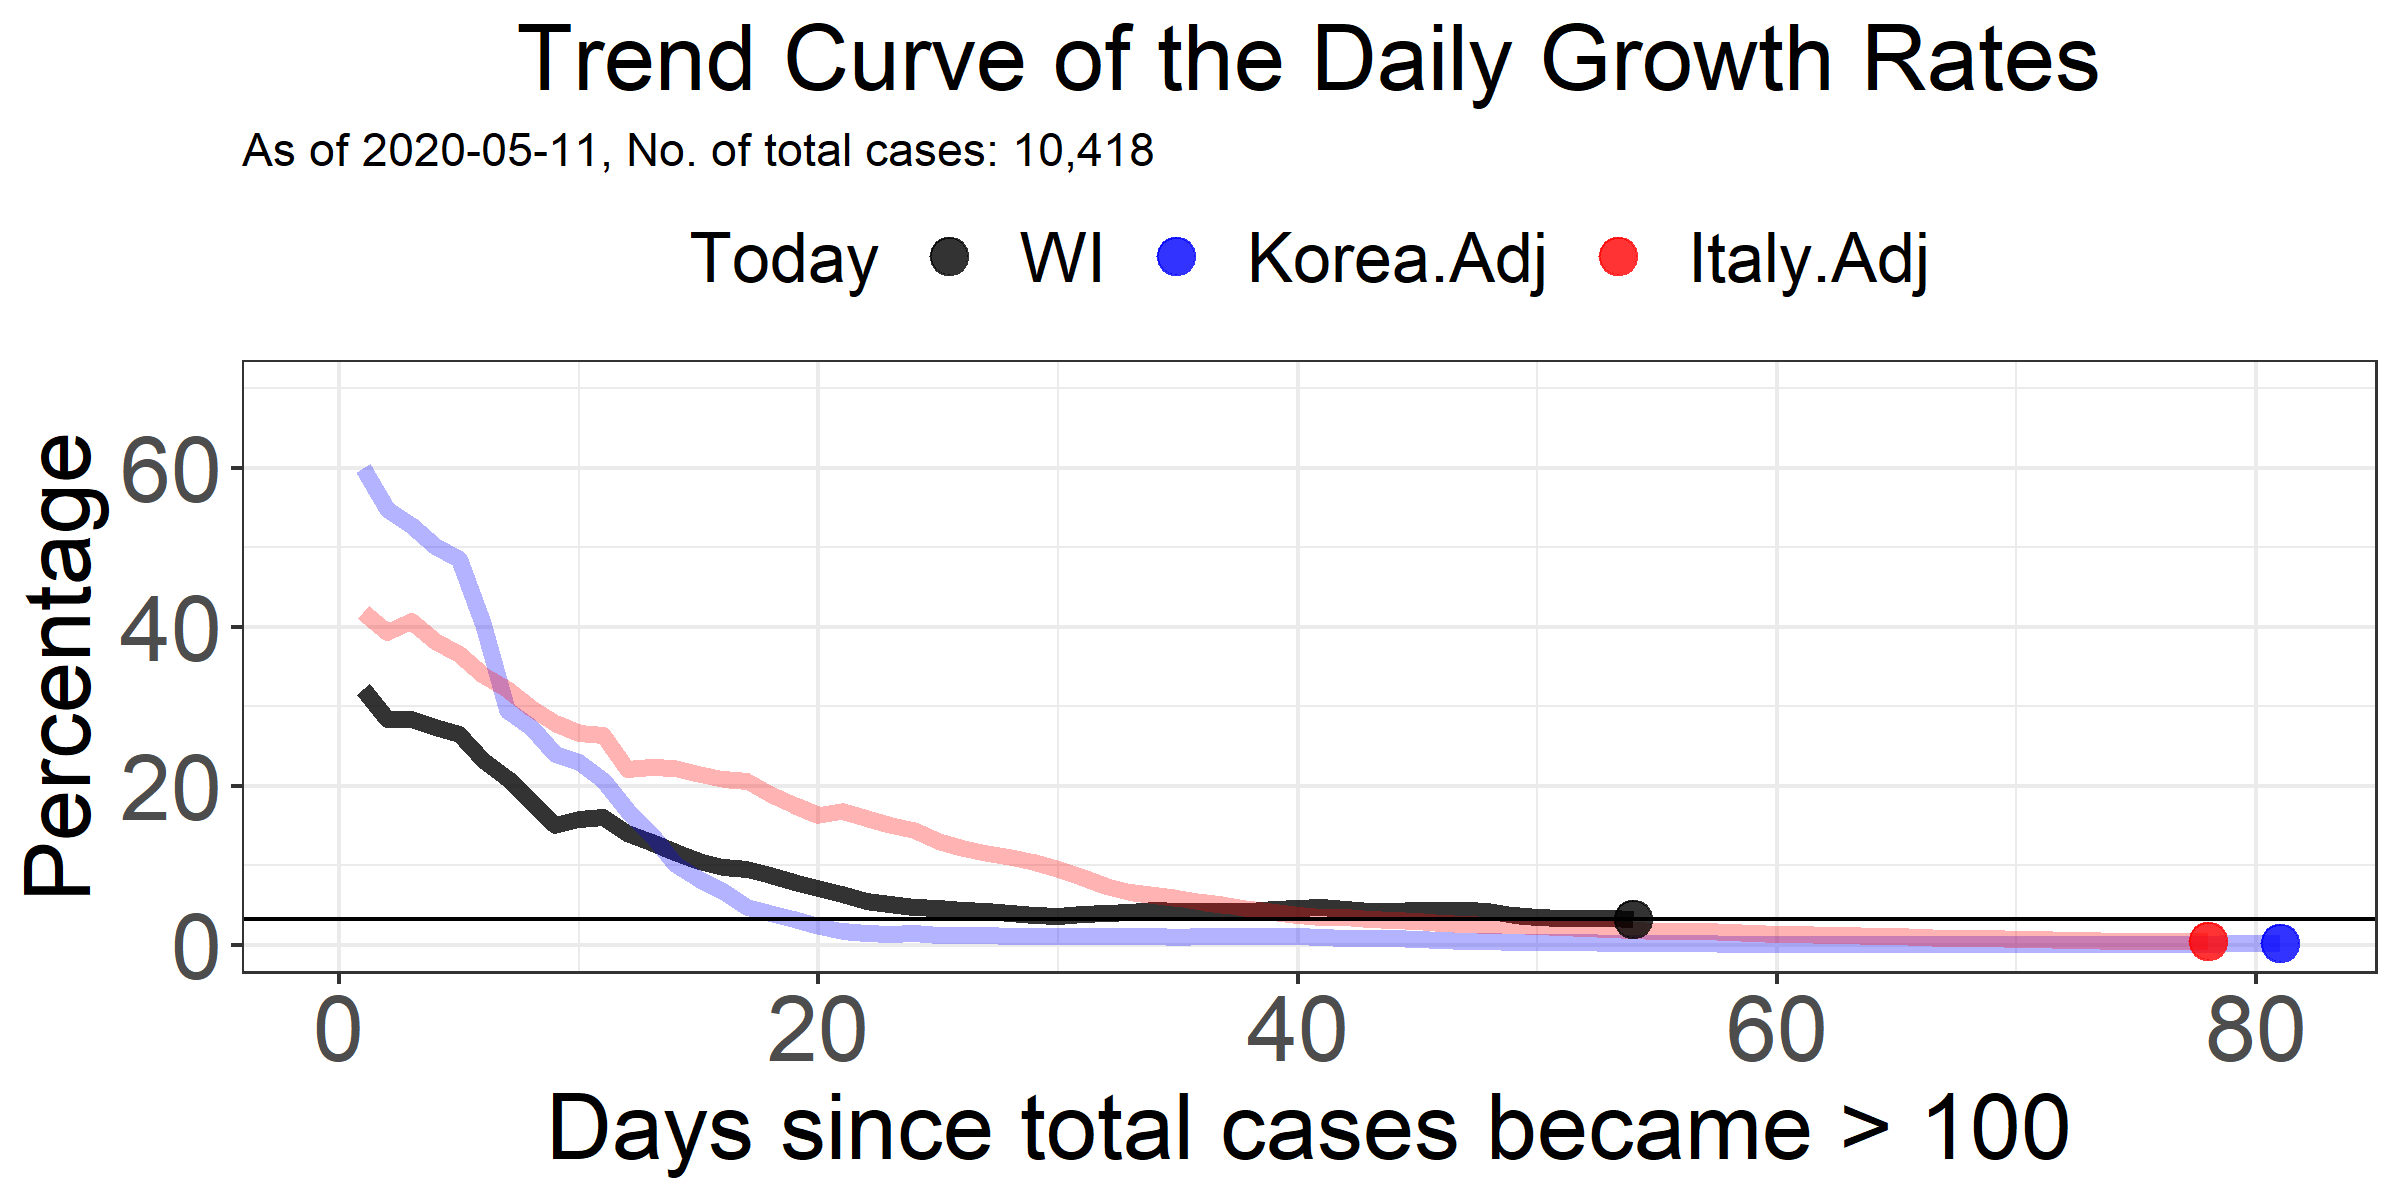 Trend Curve of the Daily Growth Rates
As of 2020-05-11, No. of total cases: 10,418
Today WI Korea.Adj Italy.Adj
Percentage
60
40
20
0
0 20 40 60 80
Days since total cases became > 100